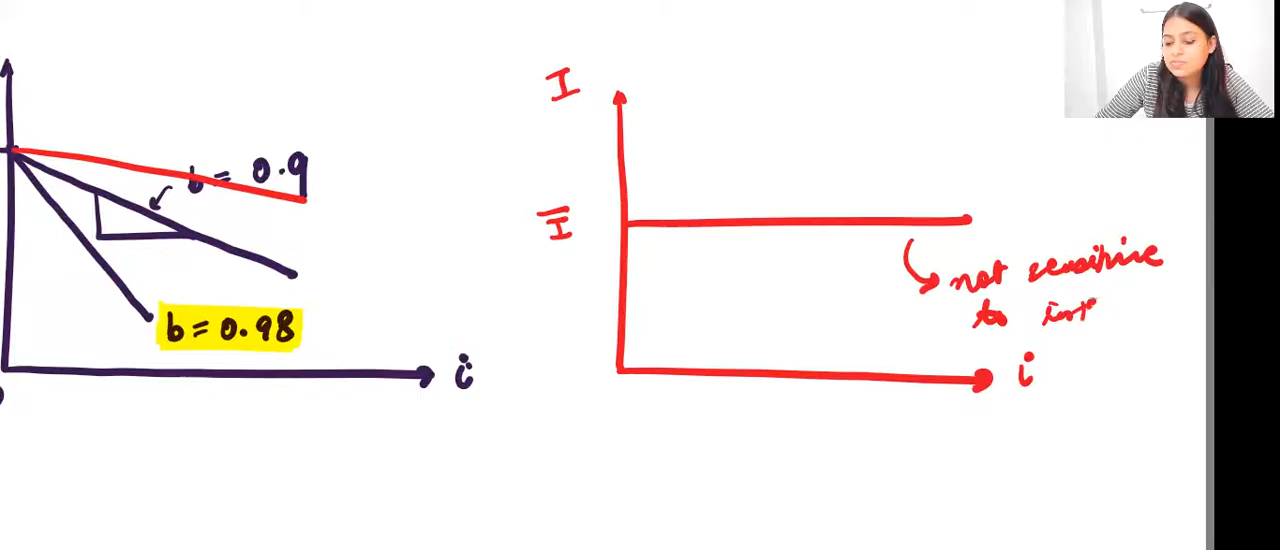 b = 0.9
b = 0.98
i
I
Ī
not sensitive
to int
i